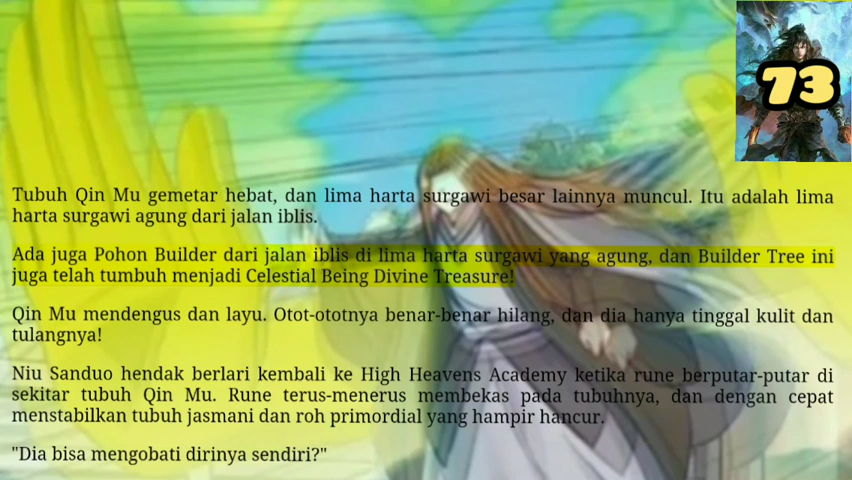 73
Tubuh Qin Mu gemetar hebat, dan lima harta surgawi besar lainnya muncul. Itu adalah lima
harta surgawi agung dari jalan iblis.
Ada juga Pohon Builder dari jalan iblis di lima harta surgawi yang agung, dan Builder Tree ini
juga telah tumbuh menjadi Celestial Being Divine Treasure!
Qin Mu mendengus dan layu. Otot-ototnya benar-benar hilang, dan dia hanya tinggal kulit dan
tulangnya!
Niu Sanduo hendak berlari kembali ke High Heavens Academy ketika rune berputar-putar di
sekitar tubuh Qin Mu. Rune terus-menerus membekas pada tubuhnya, dan dengan cepat
menstabilkan tubuh jasmani dan roh primordial yang hampir hancur.
"Dia bisa mengobati dirinya sendiri?"